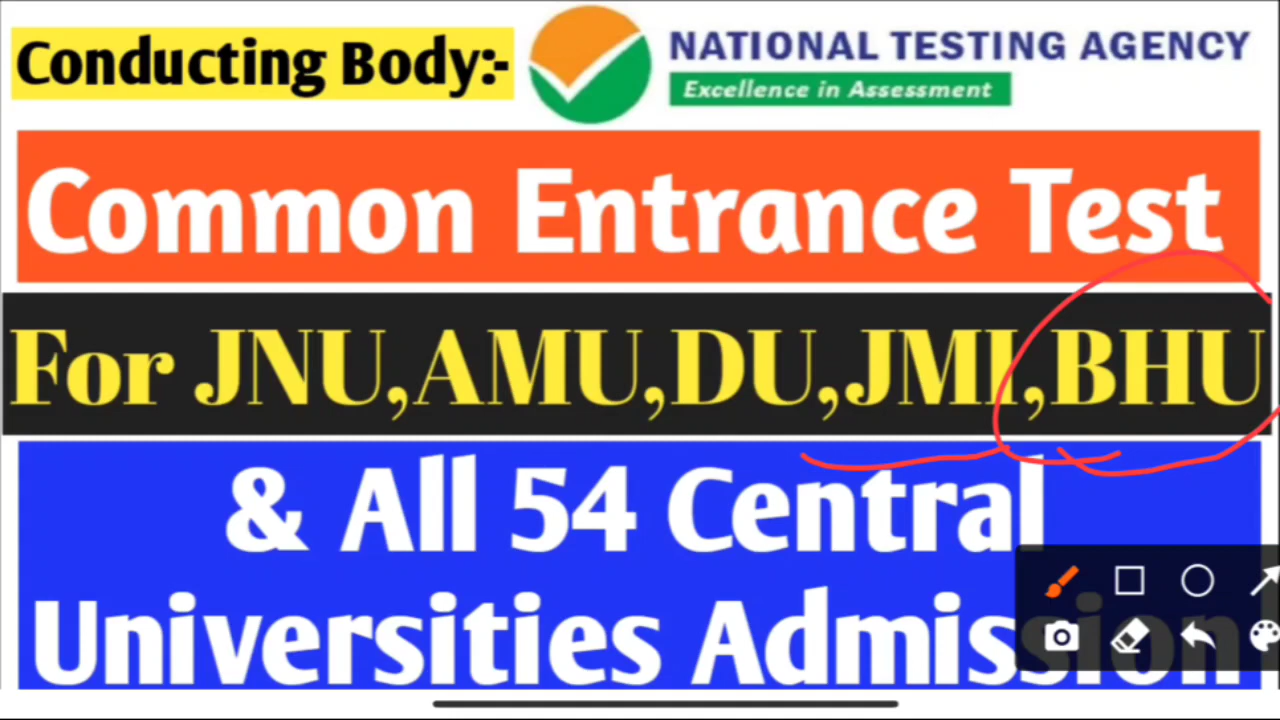 Conducting Body:-
NATIONAL TESTING AGENCY
Excellence in Assessment
Common Entrance Test
For JNU,AMU,DU,JMI,BHU
& All 54 Central
Universities Admission